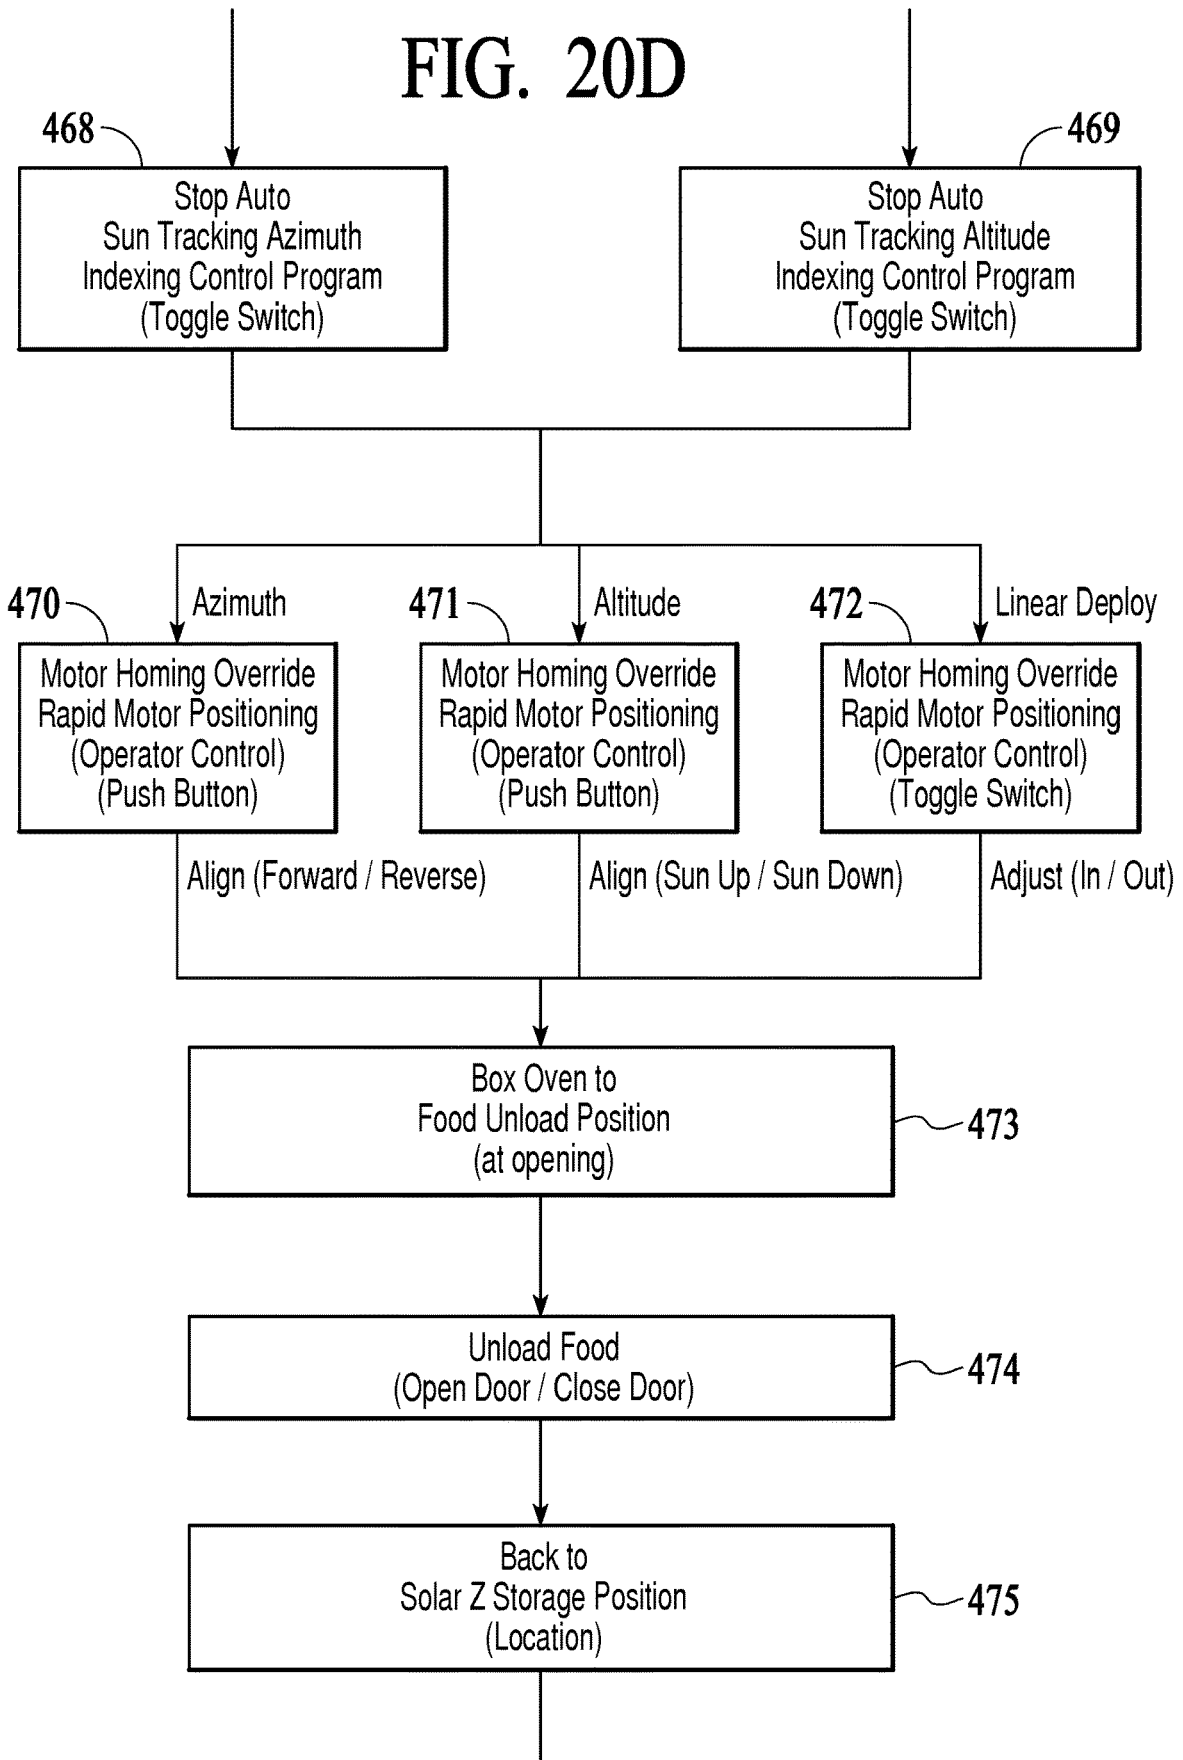 FIG. 20D
468
469
Stop Auto
Sun Tracking Azimuth
Indexing Control Program
(Toggle Switch)
Stop Auto
Sun Tracking Altitude
Indexing Control Program
(Toggle Switch)
470
Azimuth
471
Altitude
472
Linear Deploy
Motor Homing Override
Rapid Motor Positioning
(Operator Control)
(Push Button)
Motor Homing Override
Rapid Motor Positioning
(Operator Control)
(Push Button)
Motor Homing Override
Rapid Motor Positioning
(Operator Control)
(Toggle Switch)
Align (Forward / Reverse)
Align (Sun Up / Sun Down)
Adjust (In / Out)
Box Oven to
Food Unload Position
(at opening)
473
Unload Food
(Open Door / Close Door)
474
Back to
Solar Z Storage Position
(Location)
475